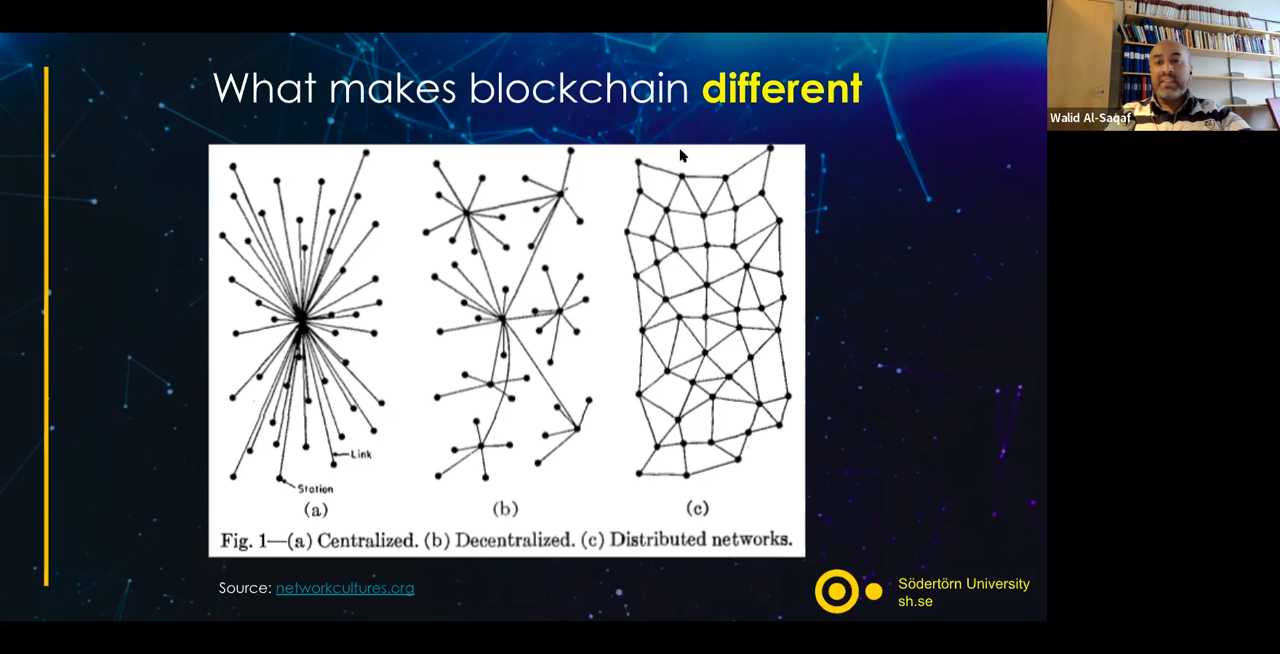 What makes blockchain different
Walid Al-Saqaf
Link
Station
(a)
(b)
(c)
Fig. 1—(a) Centralized. (b) Decentralized. (c) Distributed networks.
Source: networkcultures.org
Södertörn University
sh.se